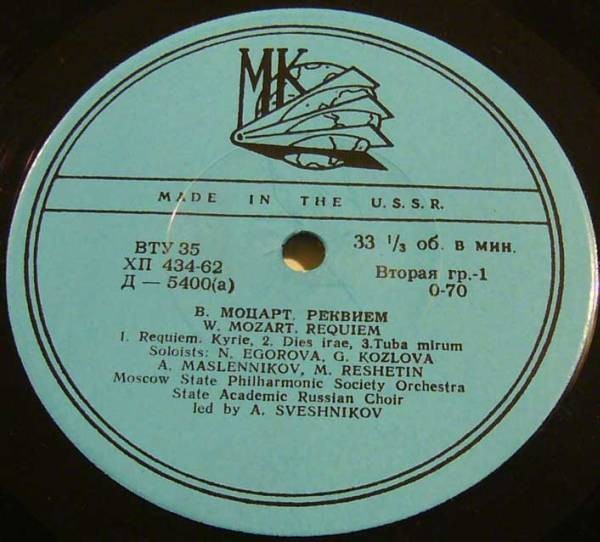 МК
MADE IN THE U.S.S.R.
ВТУ 35
ХП 434-62
Д — 5400(а)
33 1/3 об. в мин.
Вторая гр.-1
0-70
В. МОЦАРТ. РЕКВИЕМ
W. MOZART. REQUIEM
1. Requiem. Kyrie, 2. Dies irae, 3.Tuba mirum
Soloists: N. EGOROVA, G. KOZLOVA
A. MASLENNIKOV, M. RESHETIN
Moscow State Philharmonic Society Orchestra
State Academic Russian Choir
led by A. SVESHNIKOV